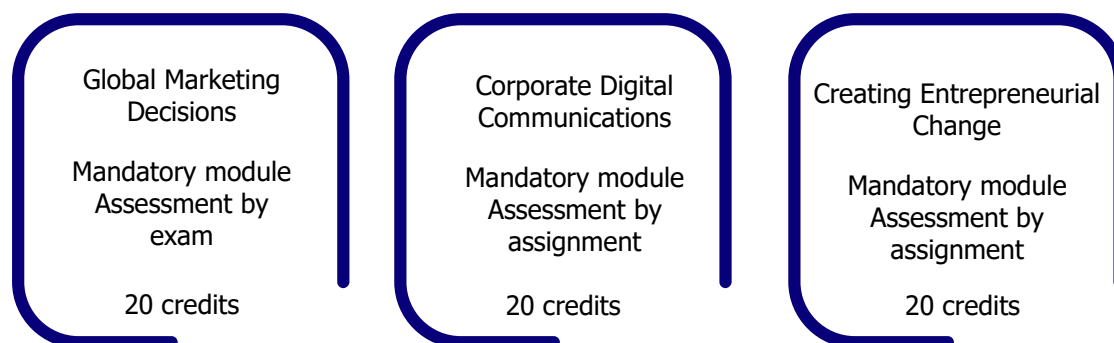 Global Marketing
Decisions
Mandatory module
Assessment by
exam
20 credits
Corporate Digital
Communications
Mandatory module
Assessment by
assignment
20 credits
Creating Entrepreneurial
Change
Mandatory module
Assessment by
assignment
20 credits